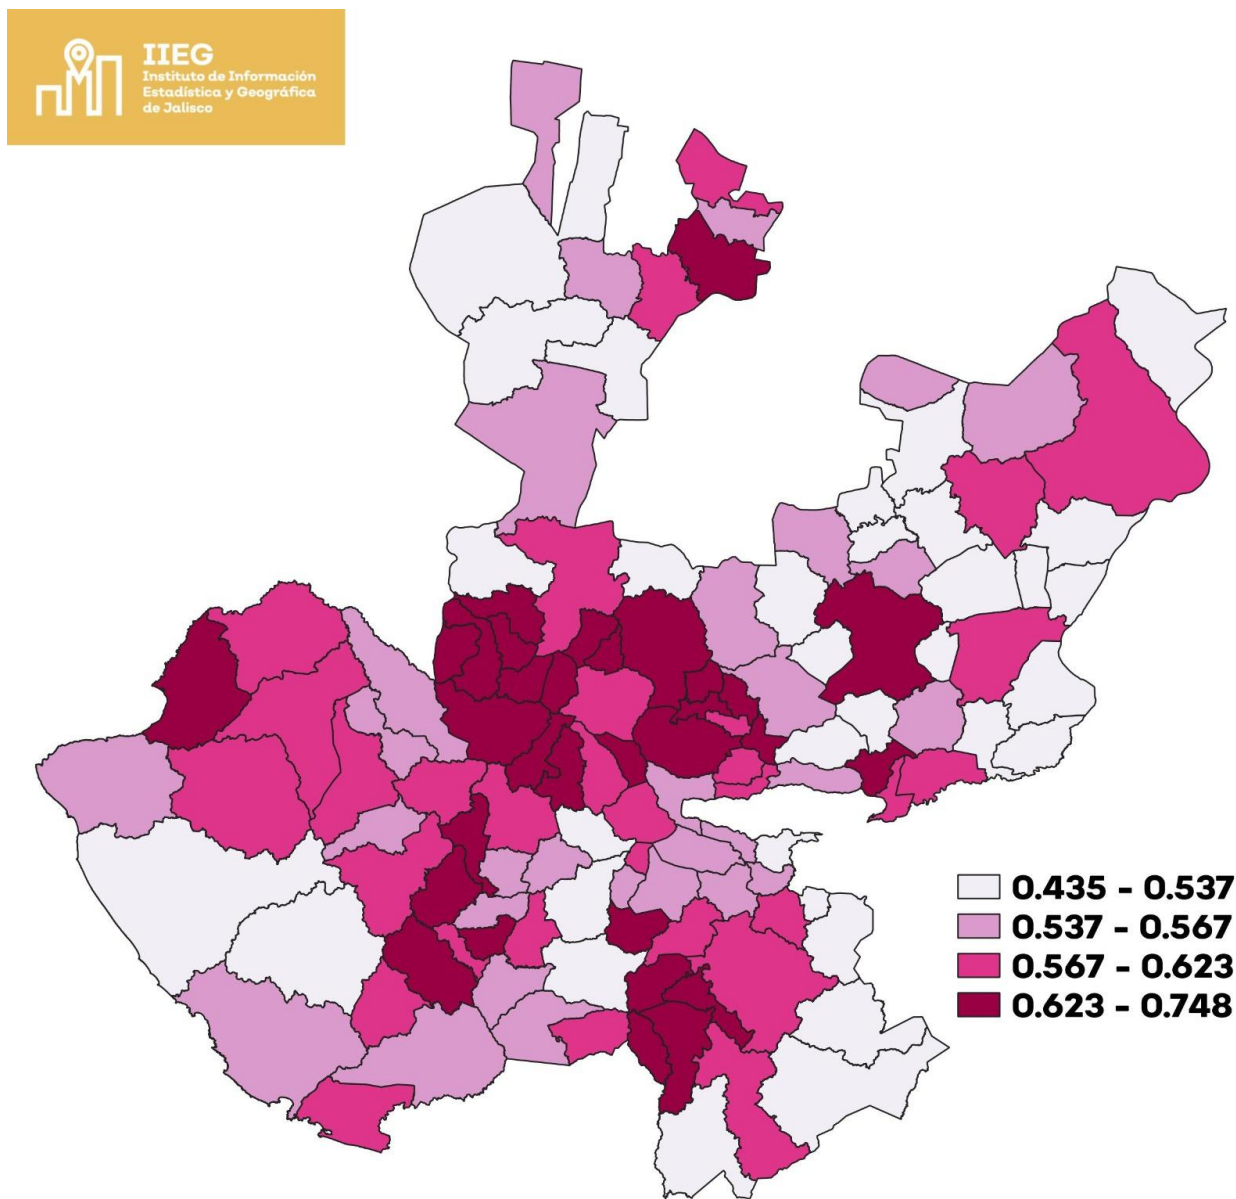 IIEG
Instituto de Información
Estadística y Geográfica
de Jalisco
0.435 - 0.537
0.537 - 0.567
0.567 - 0.623
0.623 - 0.748